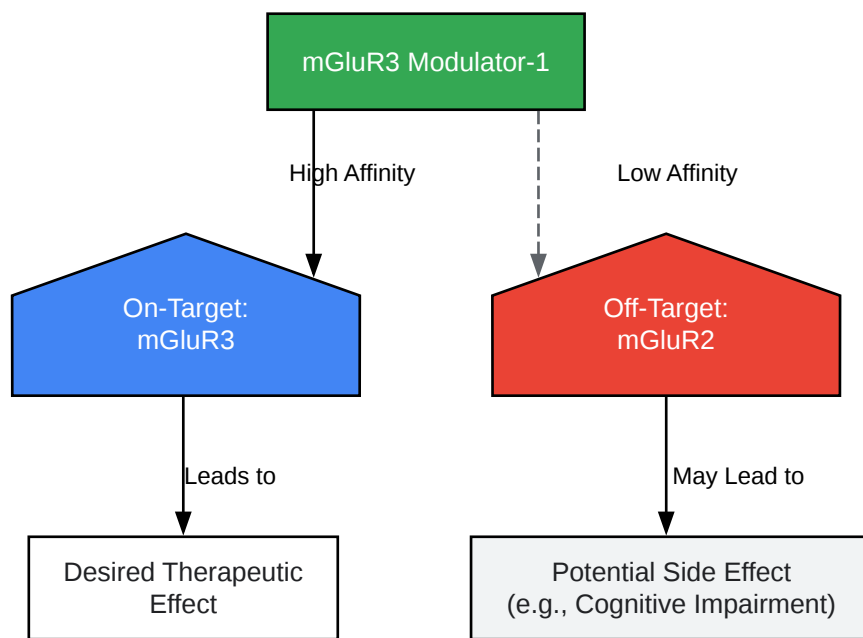 mGluR3 Modulator-1
High Affinity
Low Affinity
On-Target:
mGluR3
Off-Target:
mGluR2
Leads to
May Lead to
Desired Therapeutic
Effect
Potential Side Effect
(e.g., Cognitive Impairment)